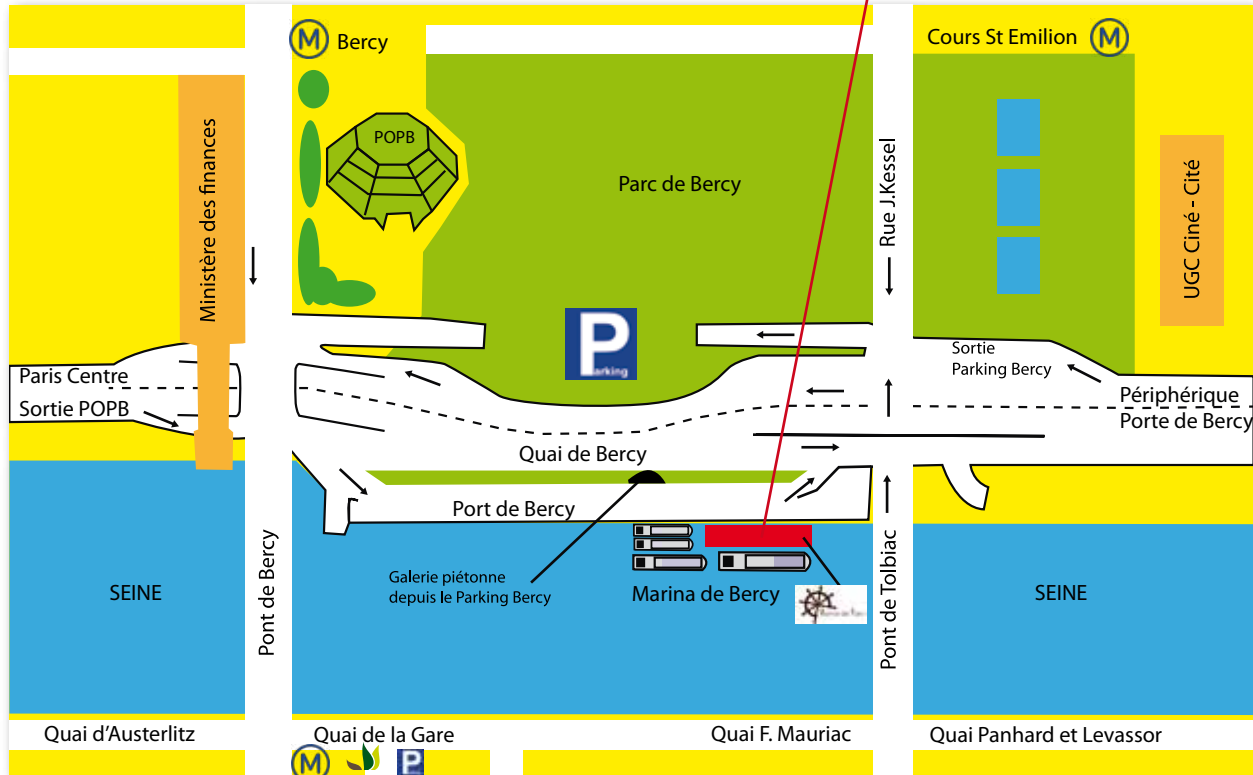 M Bercy
Cours St Emilion M
POPB
Parc de Bercy
Ministère des finances
Rue J.Kessel
UGC Ciné - Cité
P
arking
Sortie
Parking Bercy
Paris Centre
Sortie POPB
Périphérique
Porte de Bercy
Quai de Bercy
Port de Bercy
Galerie piétonne
depuis le Parking Bercy
Marina de Bercy
SEINE
Pont de Bercy
Pont de Tolbiac
SEINE
Quai d'Austerlitz
Quai de la Gare
Quai F. Mauriac
Quai Panhard et Levassor
M
P